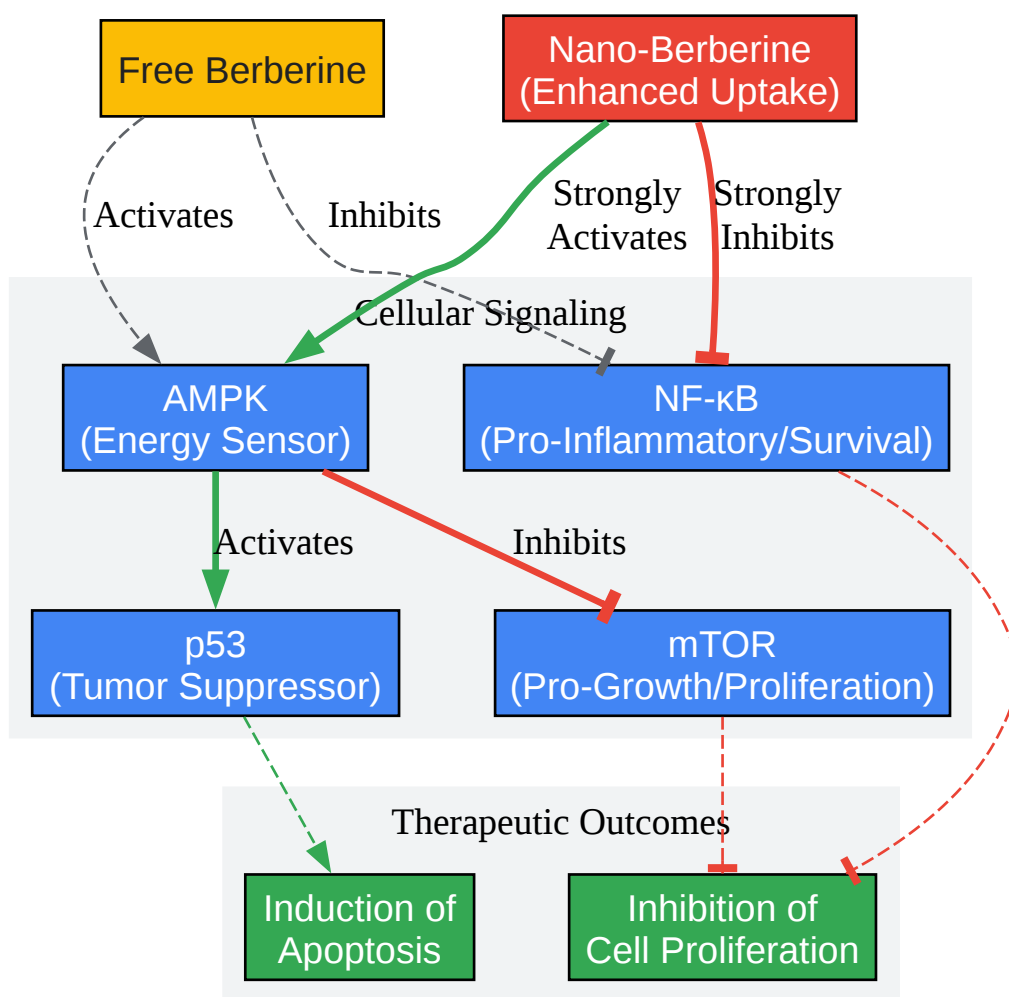 Free Berberine
Nano-Berberine
(Enhanced Uptake)
Activates
Inhibits
Strongly
Activates
Strongly
Inhibits
Cellular Signaling
AMPK
(Energy Sensor)
NF-κB
(Pro-Inflammatory/Survival)
Activates
Inhibits
p53
(Tumor Suppressor)
mTOR
(Pro-Growth/Proliferation)
Therapeutic Outcomes
Induction of
Apoptosis
Inhibition of
Cell Proliferation